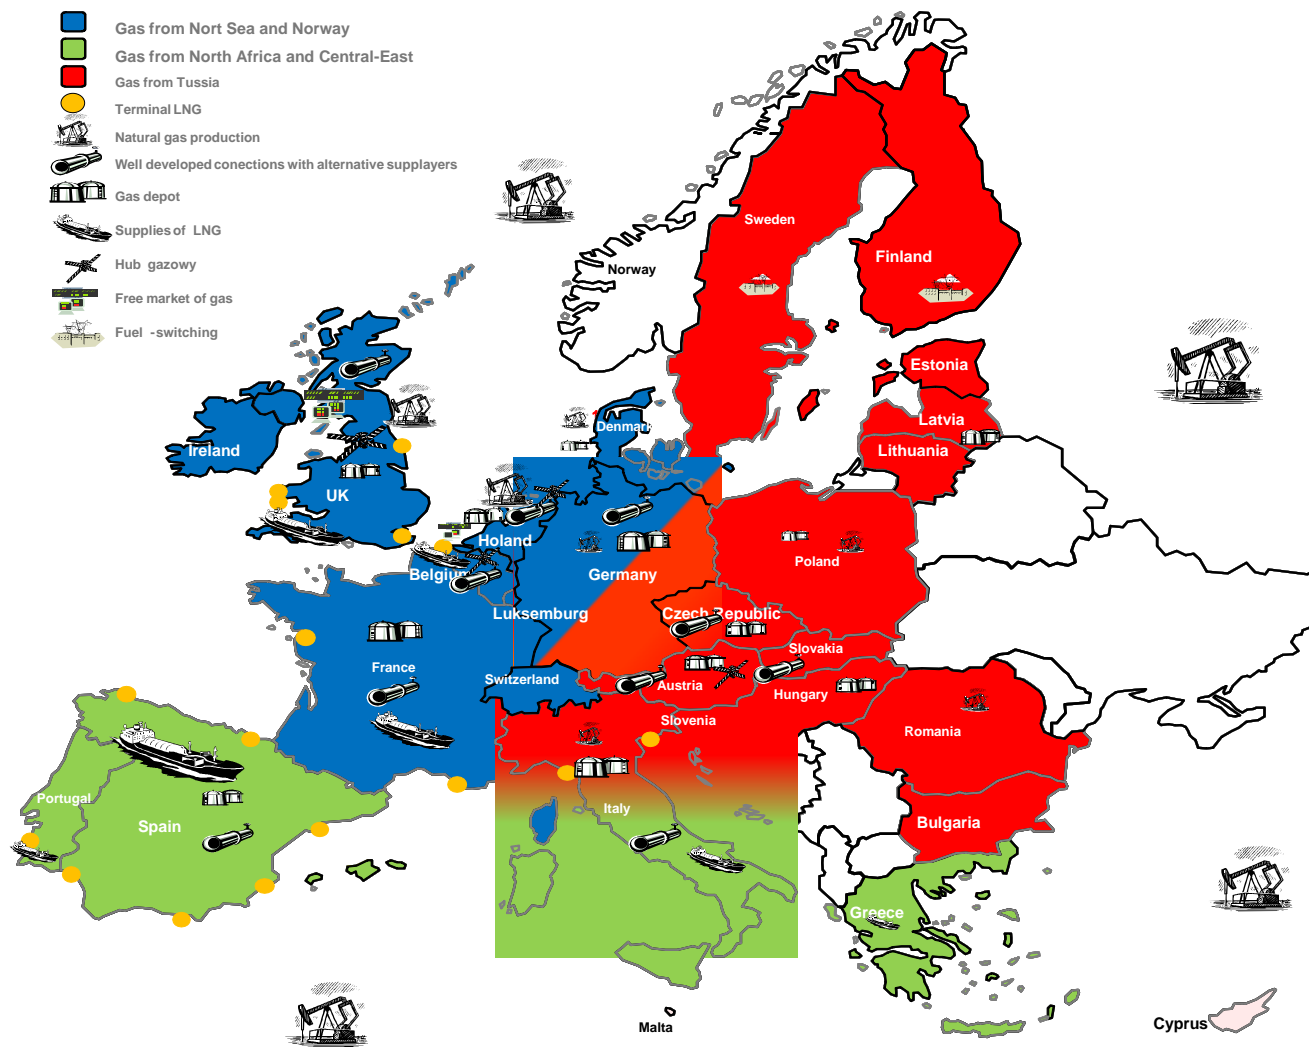 Gas from Nort Sea and Norway
Gas from North Africa and Central-East
Gas from Tussia
Terminal LNG
Natural gas production
Well developed conections with alternative supplayers
Gas depot
Supplies of LNG
Hub gazowy
Free market of gas
Fuel -switching
Sweden
Finland
Norway
Estonia
Latvia
Lithuania
Denmark
Ireland
UK
Holand
Belgium
Germany
Poland
Luksemburg
Czech Republic
Slovakia
France
Switzerland
Austria
Hungary
Slovenia
Romania
Portugal
Spain
Italy
Bulgaria
Greece
Malta
Cyprus